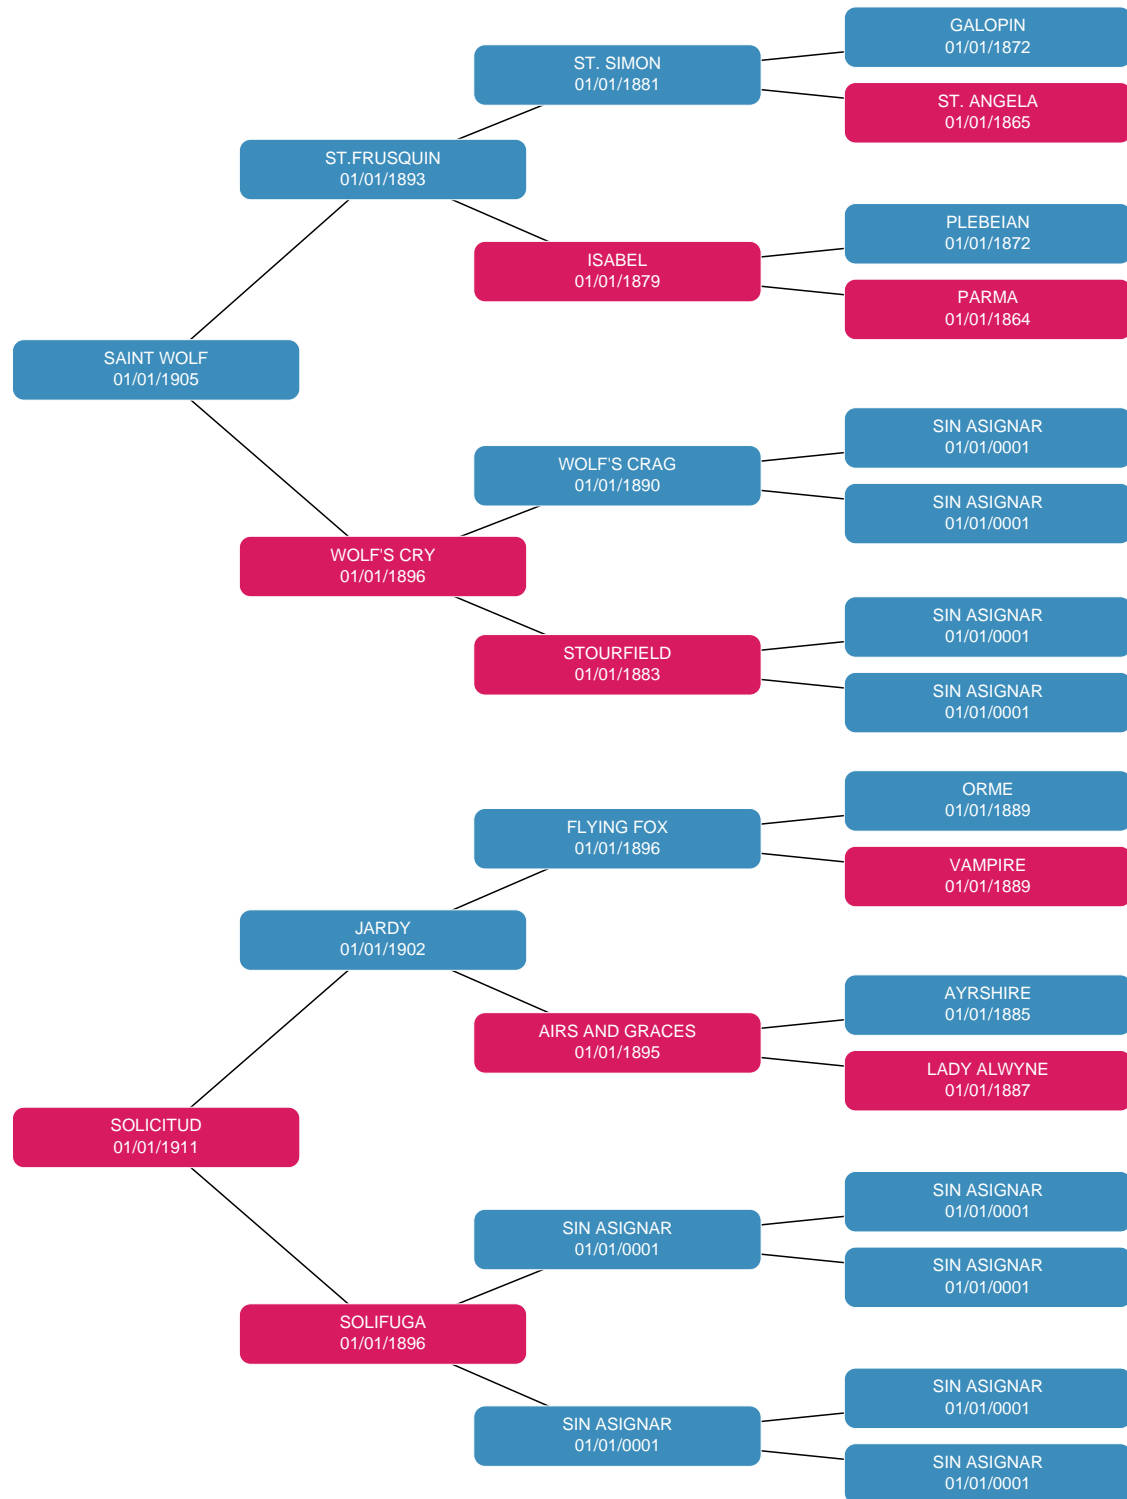 GALOPIN
01/01/1872
ST. SIMON
01/01/1881
ST. ANGELA
01/01/1865
ST.FRUSQUIN
01/01/1893
PLEBEIAN
01/01/1872
ISABEL
01/01/1879
PARMA
01/01/1864
SAINT WOLF
01/01/1905
SIN ASIGNAR
01/01/0001
WOLF'S CRAG
01/01/1890
SIN ASIGNAR
01/01/0001
WOLF'S CRY
01/01/1896
SIN ASIGNAR
01/01/0001
STOURFIELD
01/01/1883
SIN ASIGNAR
01/01/0001
ORME
01/01/1889
FLYING FOX
01/01/1896
VAMPIRE
01/01/1889
JARDY
01/01/1902
AYRSHIRE
01/01/1885
AIRS AND GRACES
01/01/1895
LADY ALWYNE
01/01/1887
SOLICITUD
01/01/1911
SIN ASIGNAR
01/01/0001
SIN ASIGNAR
01/01/0001
SIN ASIGNAR
01/01/0001
SOLIFUGA
01/01/1896
SIN ASIGNAR
01/01/0001
SIN ASIGNAR
01/01/0001
SIN ASIGNAR
01/01/0001